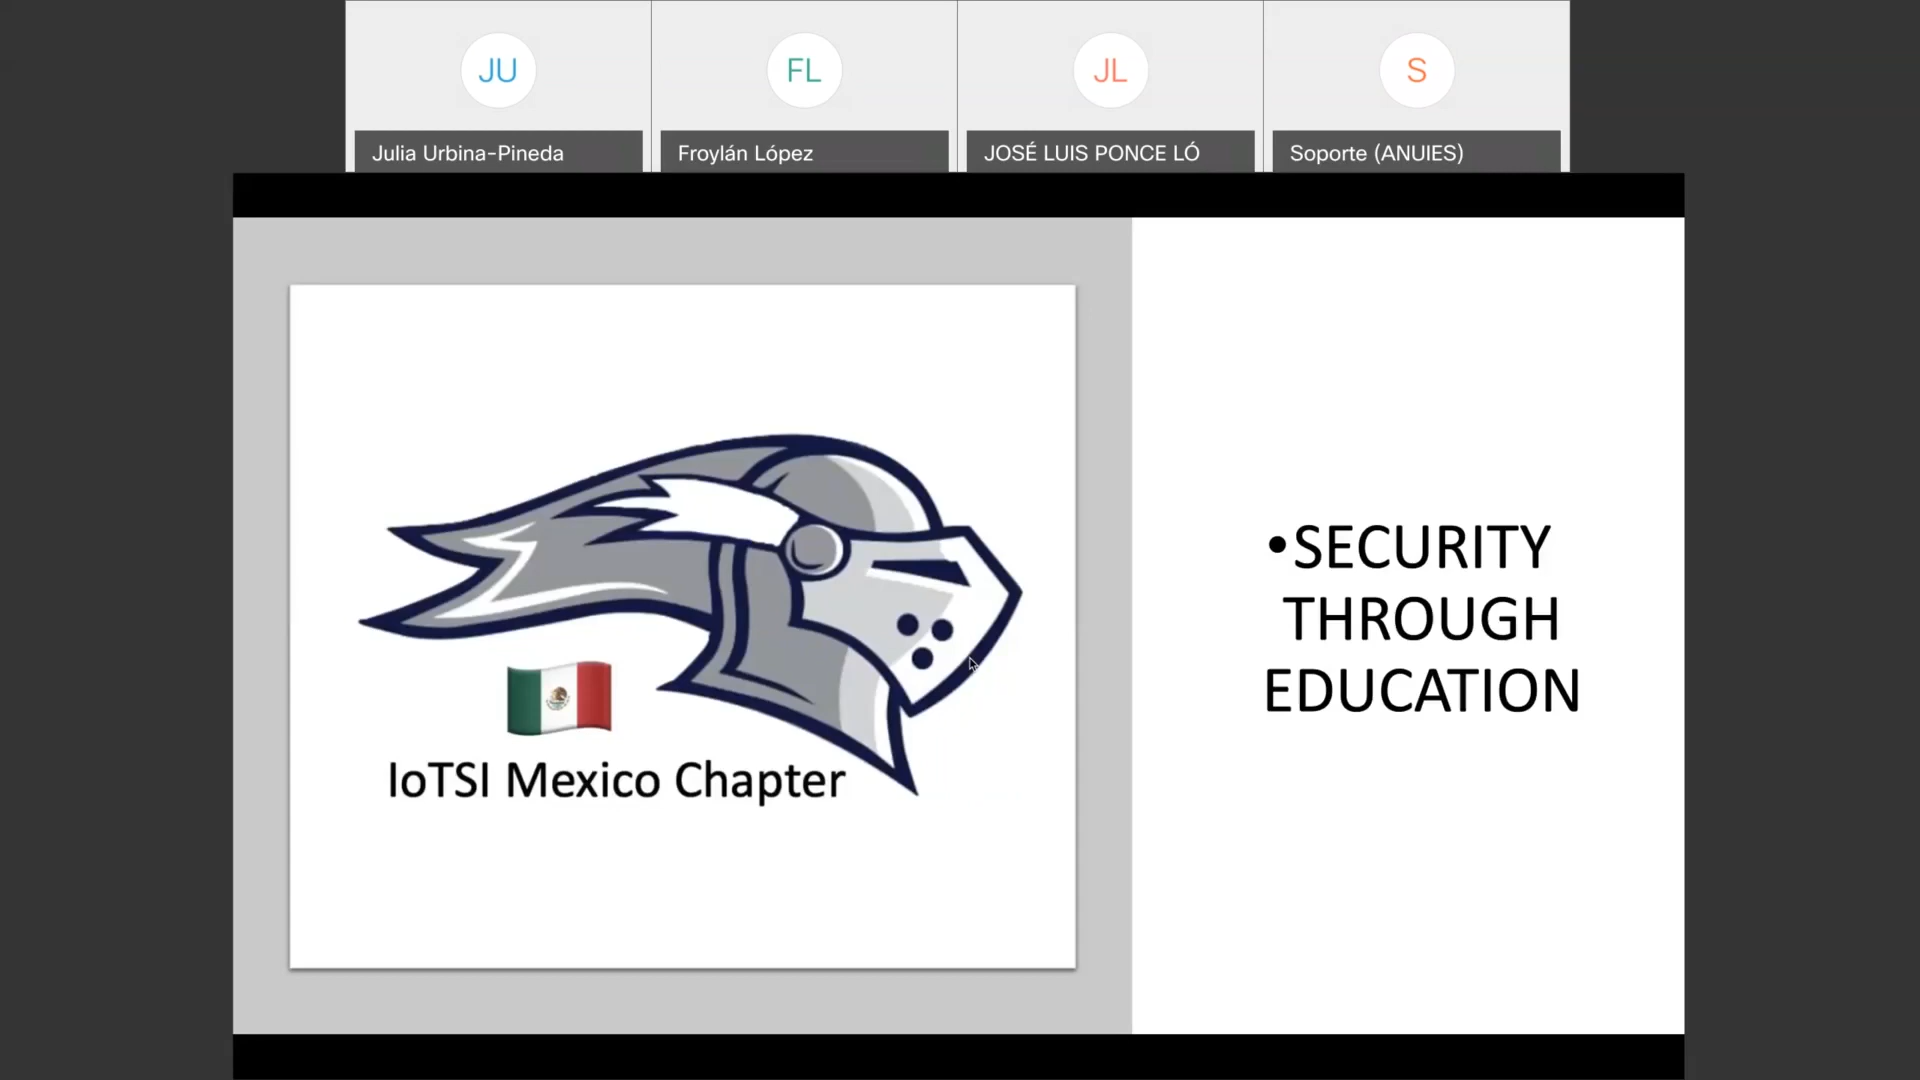 JU
FL
JL
S
Julia Urbina-Pineda
Froylán López
JOSÉ LUIS PONCE LÓ
Soporte (ANUIES)
•SECURITY
THROUGH
EDUCATION
IoTSI Mexico Chapter